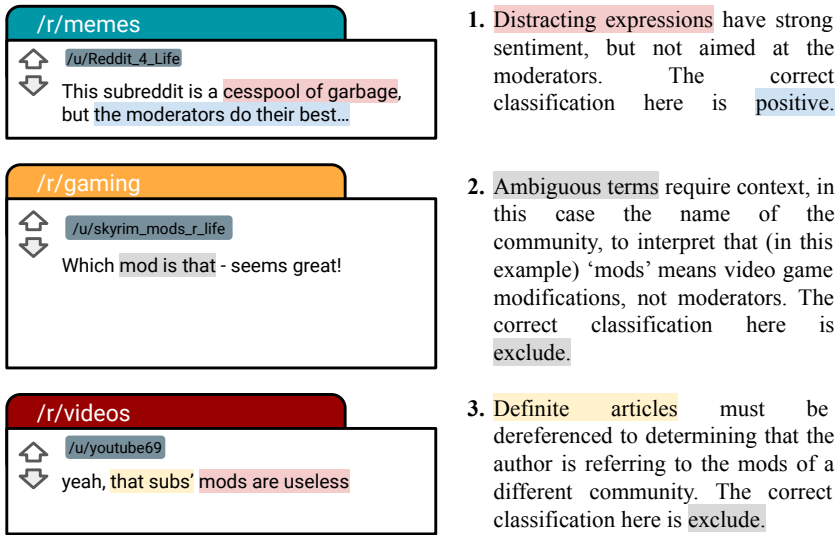 /r/memes
/u/Reddit_4_Life
This subreddit is a cesspool of garbage,
but the moderators do their best...
1. Distracting expressions have strong
sentiment, but not aimed at the
moderators. The correct
classification here is positive.
/r/gaming
/u/skyrim_mods_r_life
Which mod is that - seems great!
2. Ambiguous terms require context, in
this case the name of the
community, to interpret that (in this
example) ‘mods’ means video game
modifications, not moderators. The
correct classification here is
exclude.
/r/videos
/u/youtube69
yeah, that subs’ mods are useless
3. Definite articles must be
dereferenced to determining that the
author is referring to the mods of a
different community. The correct
classification here is exclude.